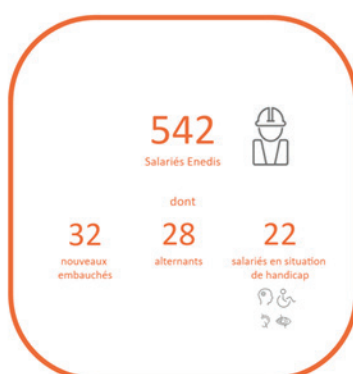 542
Salariés Enedis
dont
32
nouveaux
embauchés
28
alternants
22
salariés en situation
de handicap